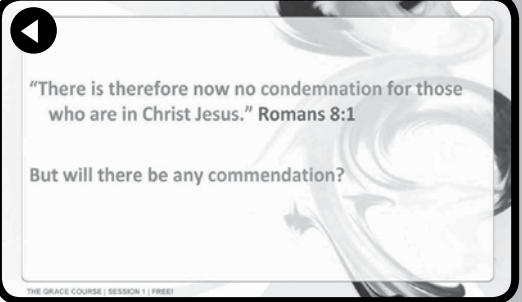 “There is therefore now no condemnation for those
who are in Christ Jesus.” Romans 8:1
But will there be any commendation?
THE GRACE COURSE | SESSION 1 | FREE!